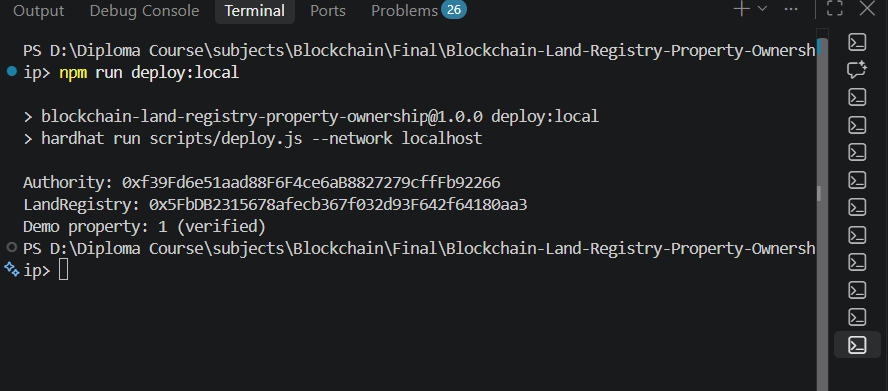 Output Debug Console Terminal Ports Problems 26
PS D:\Diploma Course\subjects\Blockchain\Final\Blockchain-Land-Registry-Property-Ownersh
ip> npm run deploy:local
> blockchain-land-registry-property-ownership@1.0.0 deploy:local
> hardhat run scripts/deploy.js --network localhost
Authority: 0xf39Fd6e51aad88F6F4ce6aB8827279cffFb92266
LandRegistry: 0x5FbDB2315678afecb367f032d93F642f64180aa3
Demo property: 1 (verified)
PS D:\Diploma Course\subjects\Blockchain\Final\Blockchain-Land-Registry-Property-Ownersh
ip>